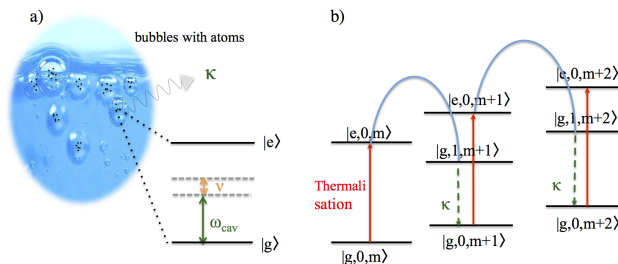 a)
bubbles with atoms
κ
|e⟩
ν
ω_cav
|g⟩
b)
|e,0,m+2⟩
|e,0,m+1⟩
|g,1,m+2⟩
|e,0,m⟩
|g,1,m+1⟩
κ
Thermali
sation
κ
|g,0,m+2⟩
|g,0,m+1⟩
|g,0,m⟩